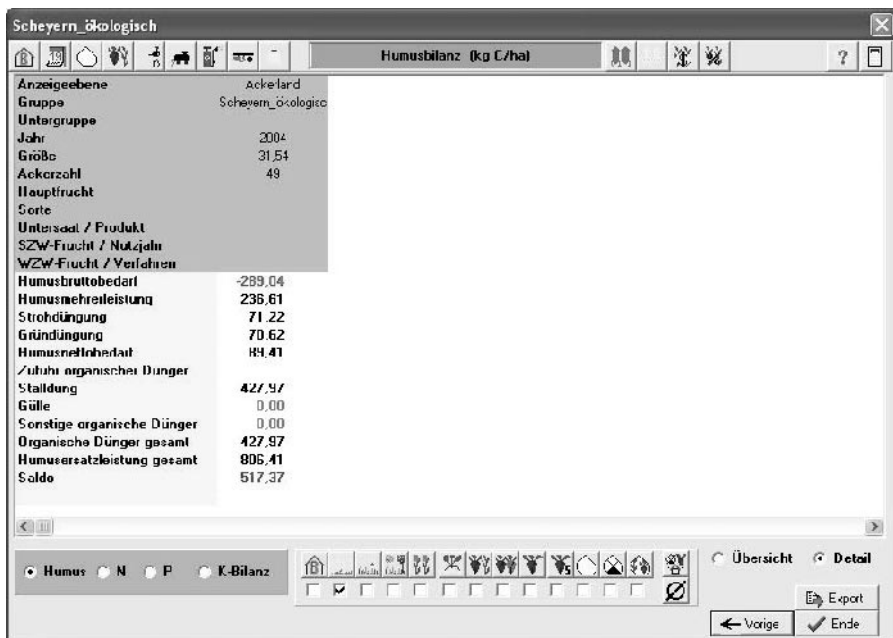 Scheyern_ökologisch
Humusbilanz (kg C/ha)
?
Anzeigeebene Ackerland
Gruppe Scheyern_ökologisc
Untergruppe
Jahr 2004
Größe 31,54
Ackerzahl 49
Hauptfrucht
Sorte
Untersaat / Produkt
SZW-Frucht / Nutzjahr
WZW-Frucht / Verfahren
Humusbruttobedarf -289,04
Humusmehrerleistung 236,61
Strohdüngung 71,22
Gründüngung 70,62
Humusnettobedarf 89,41
Zufuhr organischer Dünger
Stalldung 427,97
Gülle 0,00
Sonstige organische Dünger 0,00
Organische Dünger gesamt 427,97
Humusersatzleistung gesamt 806,41
Saldo 517,37
Humus N P K-Bilanz
Übersicht Detail
Export
Vorige Ende